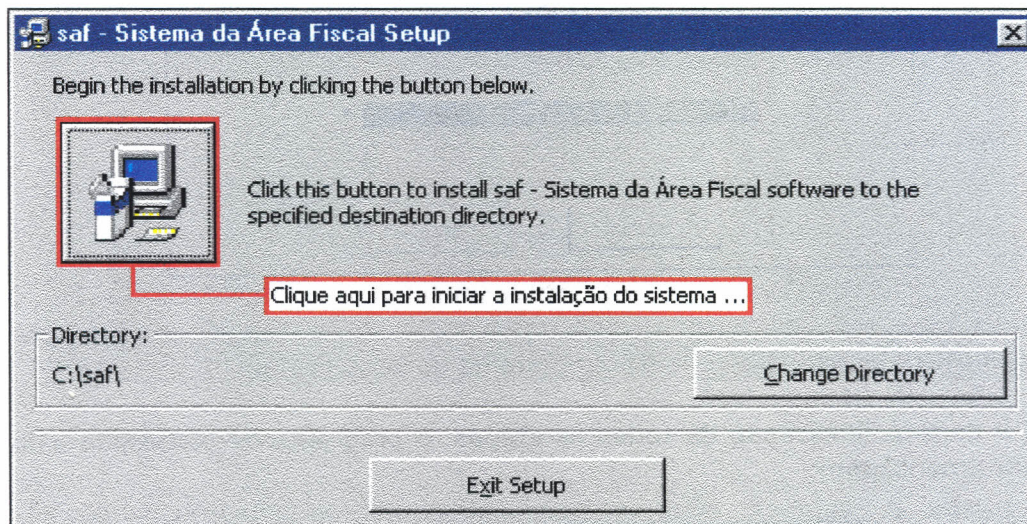 saf - Sistema da Área Fiscal Setup
Begin the installation by clicking the button below.
Click this button to install saf - Sistema da Área Fiscal software to the
specified destination directory.
Clique aqui para iniciar a instalação do sistema ...
Directory:
C:\saf\
Change Directory
Exit Setup